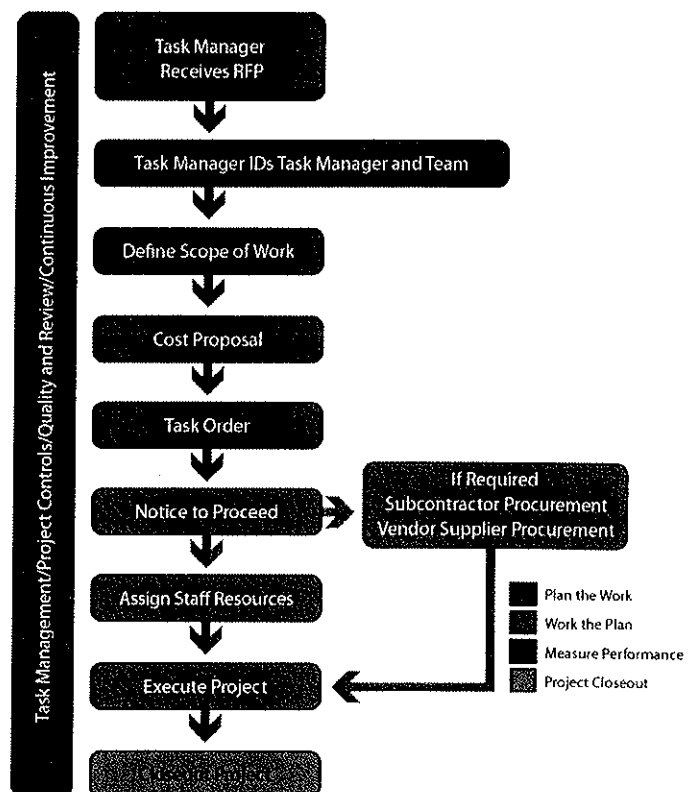 Task Management/Project Controls/Quality and Review/Continuous Improvement
Task Manager
Receives RFP
Task Manager IDs Task Manager and Team
Define Scope of Work
Cost Proposal
Task Order
Notice to Proceed
If Required
Subcontractor Procurement
Vendor Supplier Procurement
Assign Staff Resources
Execute Project
Closeout Project
Plan the Work
Work the Plan
Measure Performance
Project Closeout